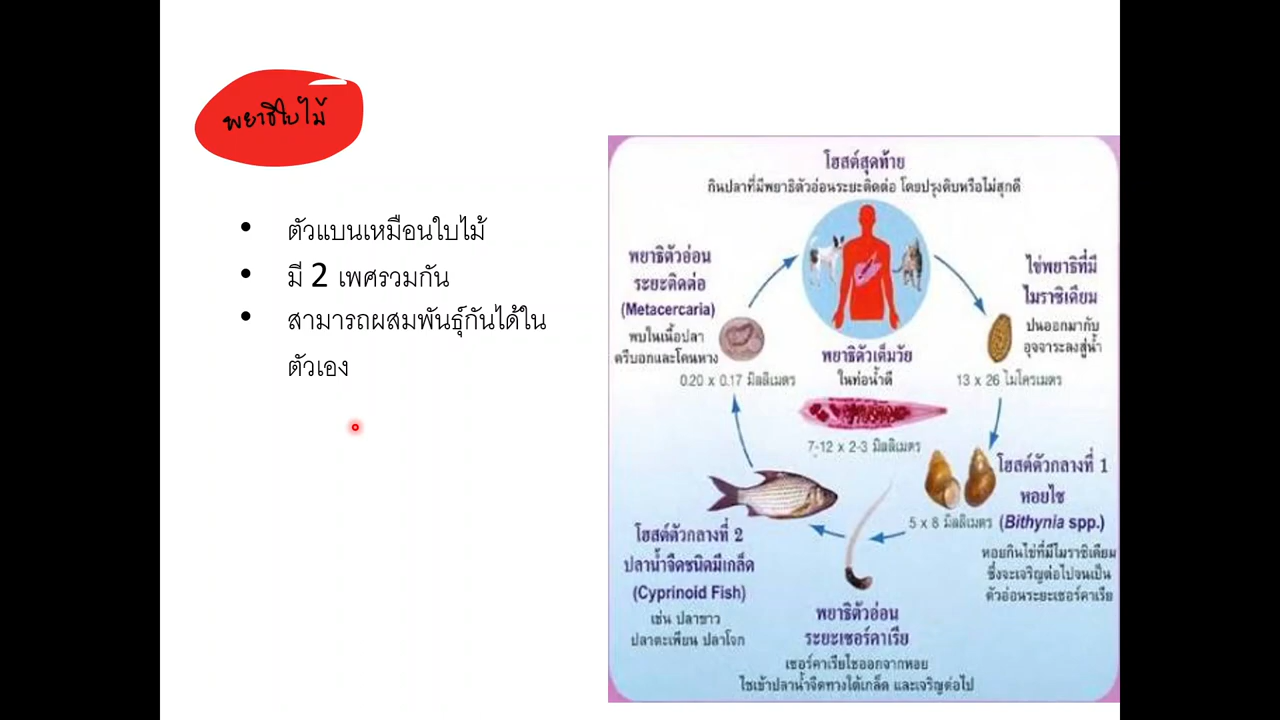 พยาธิใบไม้
• ตัวแบนเหมือนใบไม้
• มี 2 เพศรวมกัน
• สามารถผสมพันธุ์กันได้ใน
ตัวเอง
โฮสต์สุดท้าย
กินปลาที่มีพยาธิตัวอ่อนระยะติดต่อ โดยปรุงดิบหรือไม่สุกดี
พยาธิตัวอ่อน
ระยะติดต่อ
(Metacercaria)
พบในเนื้อปลา
ครีบอกและโคนหาง
0.20 x 0.17 มิลลิเมตร
พยาธิตัวเต็มวัย
ในท่อน้ำดี
7-12 x 2-3 มิลลิเมตร
ไข่พยาธิที่มี
ไมราซิเดียม
ปนออกมากับ
อุจจาระลงสู่น้ำ
13 x 26 ไมโครเมตร
โฮสต์ตัวกลางที่ 1
หอยไซ
5 x 8 มิลลิเมตร (Bithynia spp.)
หอยกินไข่ที่มีไมราซิเดียม
ซึ่งจะเจริญต่อไปจนเป็น
ตัวอ่อนระยะเซอร์คาเรีย
พยาธิตัวอ่อน
ระยะเซอร์คาเรีย
เซอร์คาเรียไชออกจากหอย
ไชเข้าปลาน้ำจืดทางใต้เกล็ด และเจริญต่อไป
โฮสต์ตัวกลางที่ 2
ปลาน้ำจืดชนิดมีเกล็ด
(Cyprinoid Fish)
เช่น ปลาขาว
ปลาตะเพียน ปลาโจก